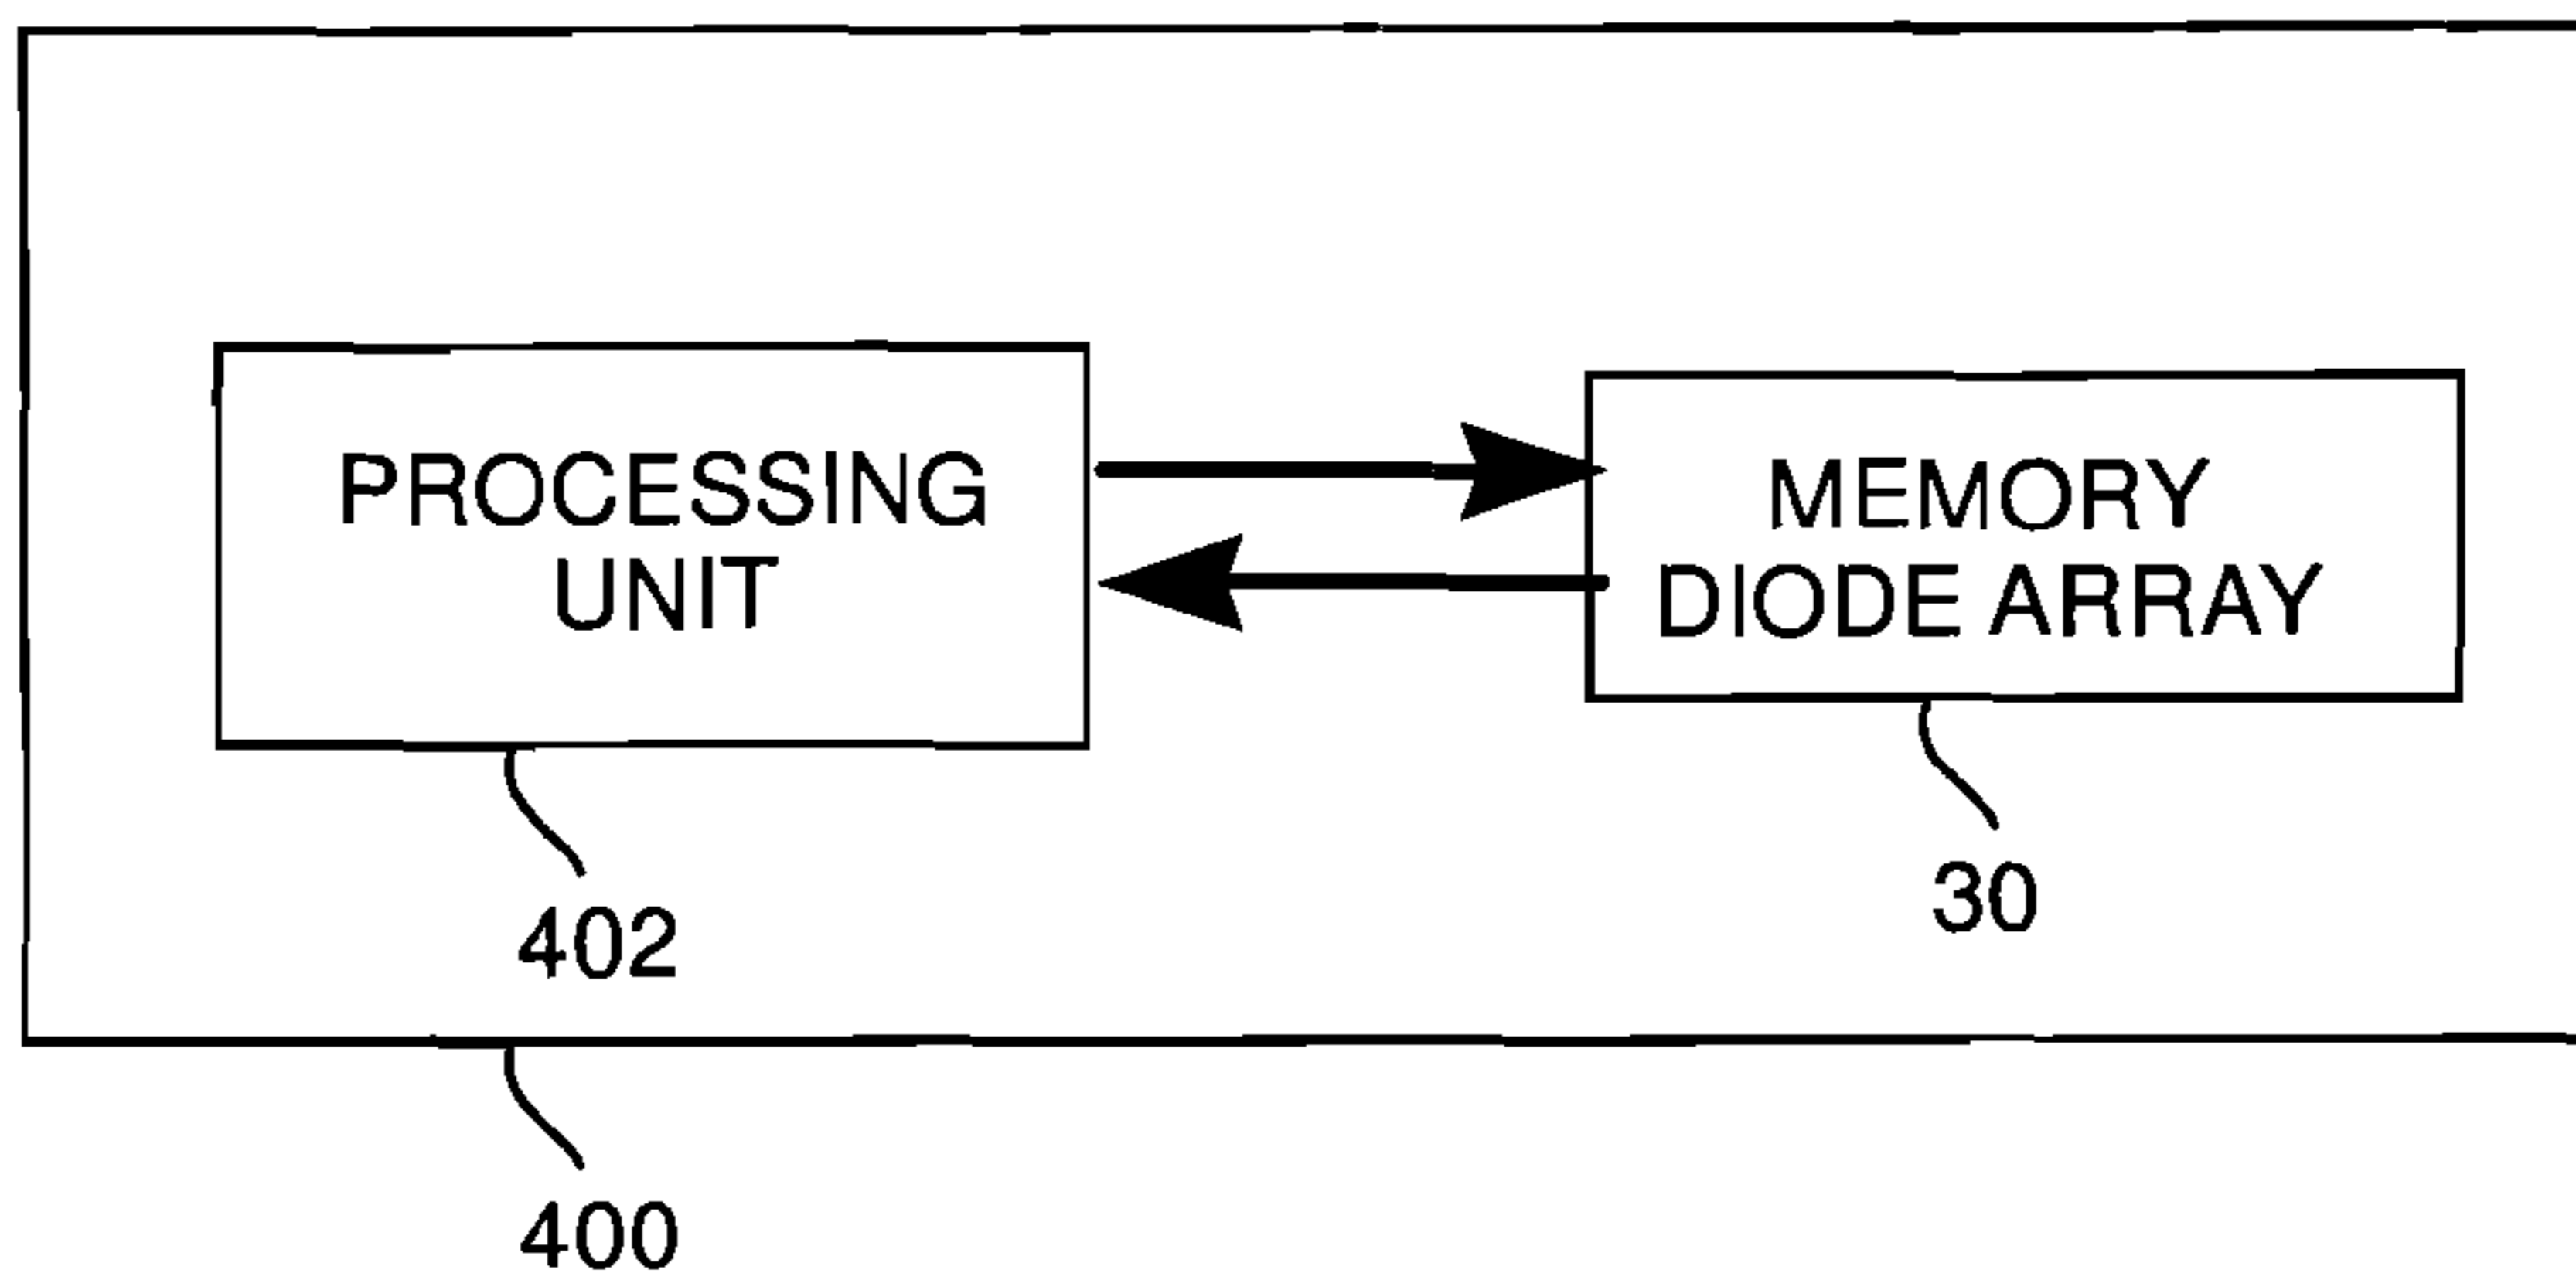 PROCESSING
UNIT
MEMORY
DIODE ARRAY
402
30
400